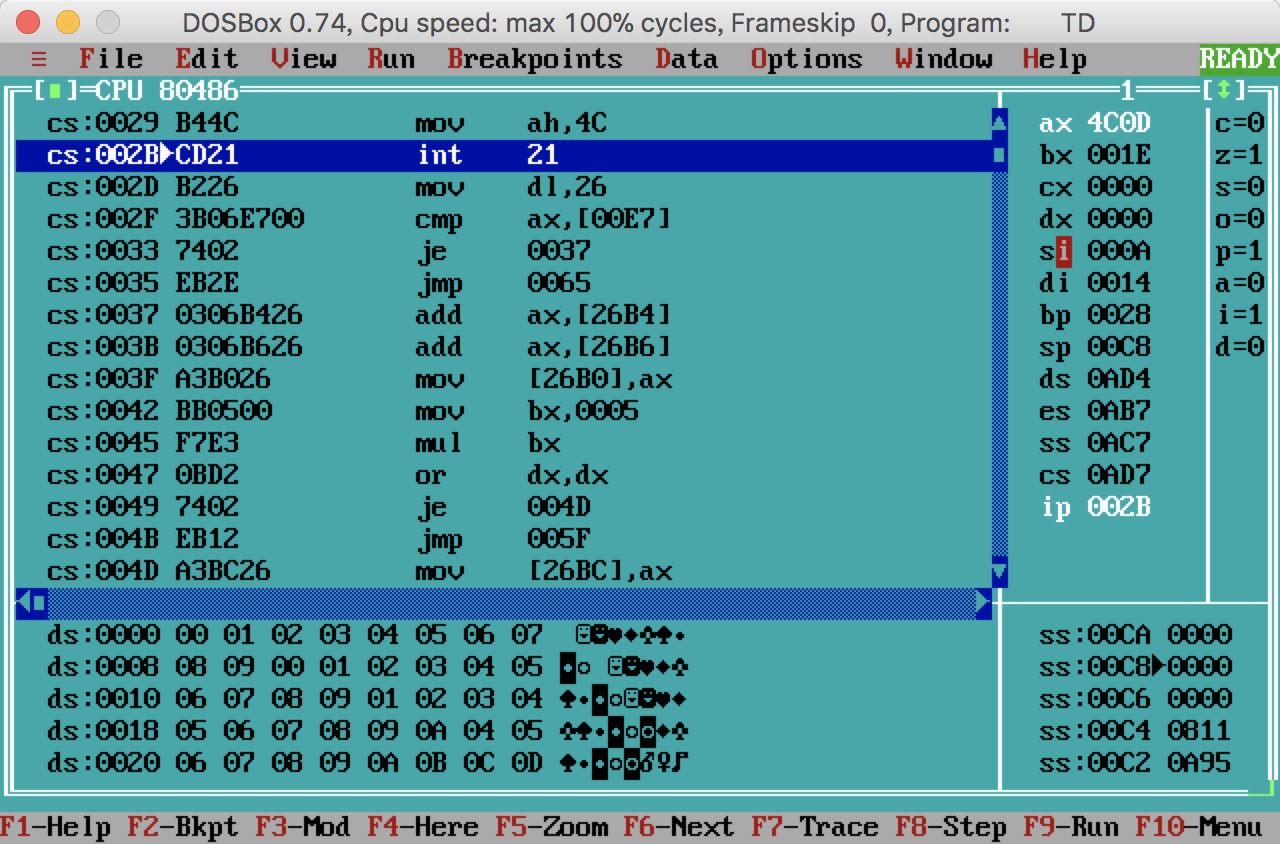 DOSBox 0.74, Cpu speed: max 100% cycles, Frameskip 0, Program: TD
≡ File Edit View Run Breakpoints Data Options Window Help READY
[■]=CPU 80486 1 [↕]
cs:0029 B44C mov ah,4C
cs:002B►CD21 int 21
cs:002D B226 mov dl,26
cs:002F 3B06E700 cmp ax,[00E7]
cs:0033 7402 je 0037
cs:0035 EB2E jmp 0065
cs:0037 0306B426 add ax,[26B4]
cs:003B 0306B626 add ax,[26B6]
cs:003F A3B026 mov [26B0],ax
cs:0042 BB0500 mov bx,0005
cs:0045 F7E3 mul bx
cs:0047 0BD2 or dx,dx
cs:0049 7402 je 004D
cs:004B EB12 jmp 005F
cs:004D A3BC26 mov [26BC],ax
ax 4C0D
bx 001E
cx 0000
dx 0000
si 000A
di 0014
bp 0028
sp 00C8
ds 0AD4
es 0AB7
ss 0AC7
cs 0AD7
ip 002B
c=0
z=1
s=0
o=0
p=1
a=0
i=1
d=0
ds:0000 00 01 02 03 04 05 06 07 ☺☻♥♦♣♠•
ds:0008 08 09 00 01 02 03 04 05 ◘○ ☺☻♥♦♣
ds:0010 06 07 08 09 01 02 03 04 ♠•◘○☺☻♥♦
ds:0018 05 06 07 08 09 0A 04 05 ♣♠•◘○◙♦♣
ds:0020 06 07 08 09 0A 0B 0C 0D ♠•◘○◙♂♀♪
ss:00CA 0000
ss:00C8►0000
ss:00C6 0000
ss:00C4 0811
ss:00C2 0A95
F1-Help F2-Bkpt F3-Mod F4-Here F5-Zoom F6-Next F7-Trace F8-Step F9-Run F10-Menu